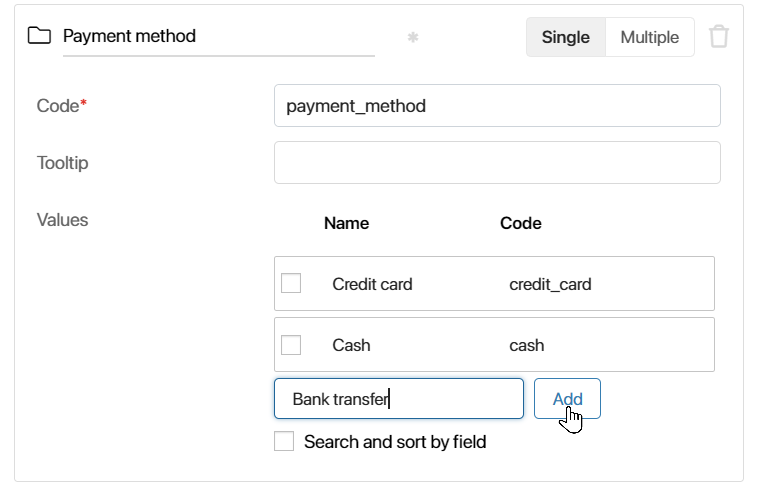 Payment method * Single Multiple
Code* payment_method
Tooltip
Values Name Code
Credit card credit_card
Cash cash
Bank transfer Add
Search and sort by field